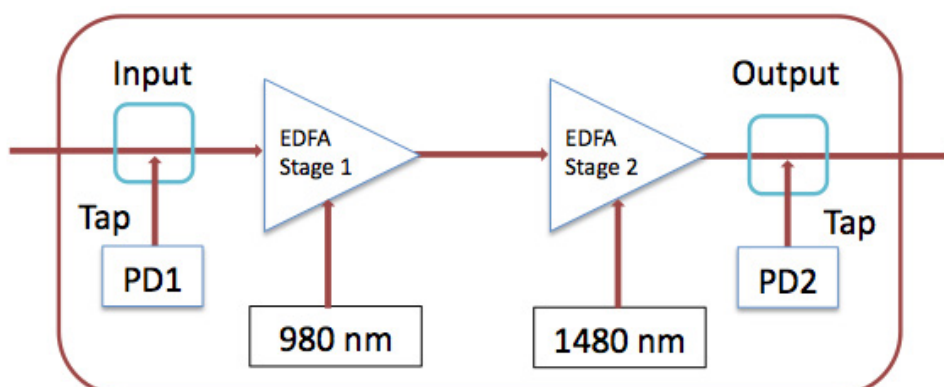 Input
Output
EDFA
Stage 1
EDFA
Stage 2
Tap
Tap
PD1
PD2
980 nm
1480 nm